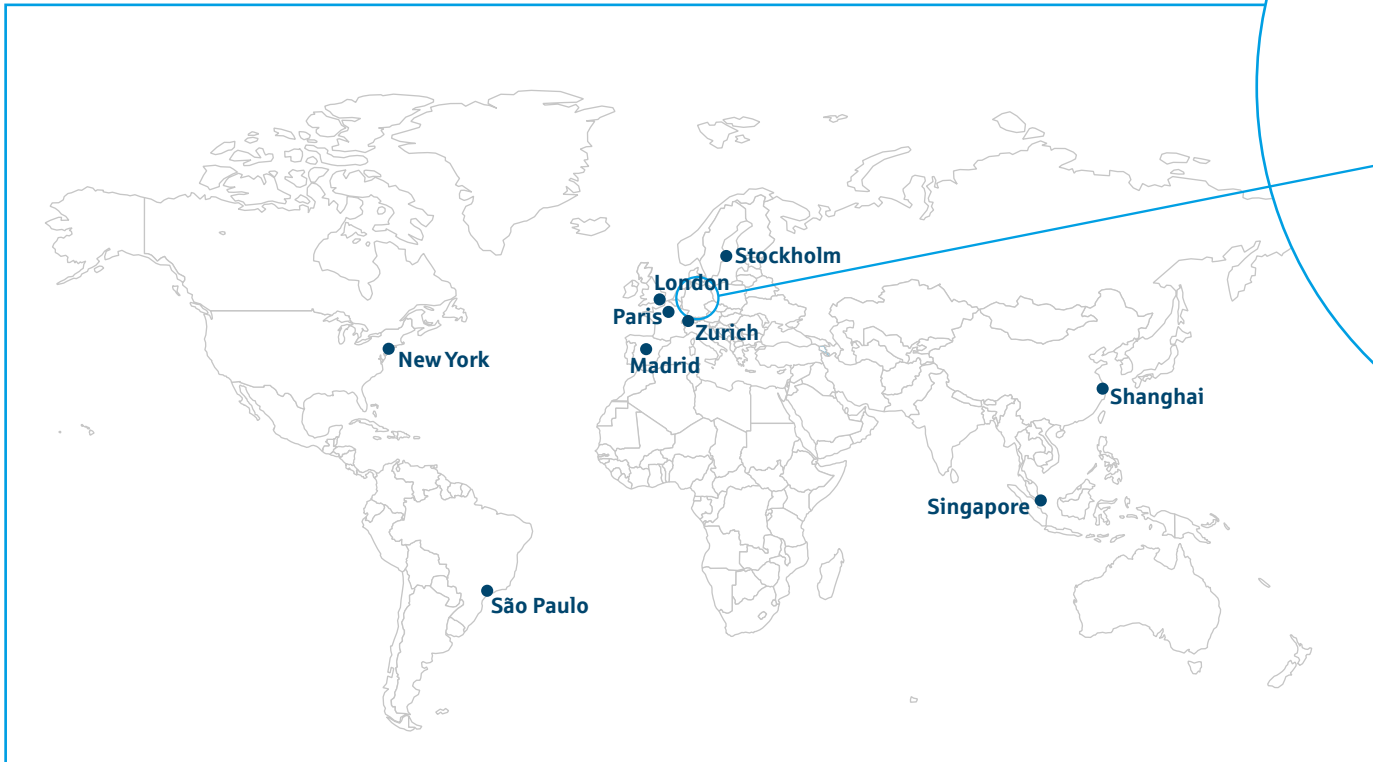 Stockholm
London
Paris
Zurich
New York
Madrid
Shanghai
Singapore
São Paulo